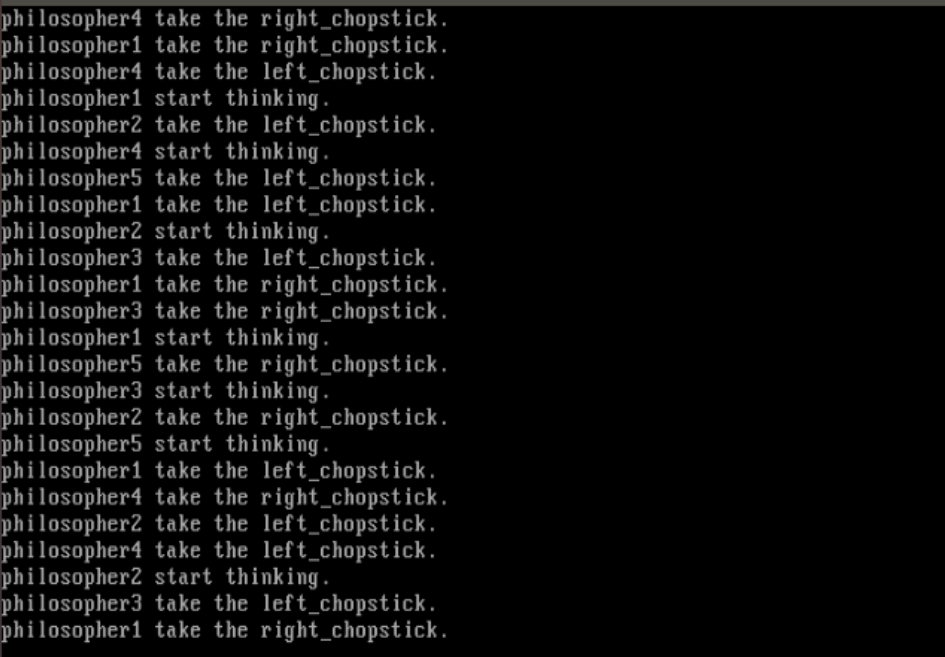 philosopher4 take the right_chopstick.
philosopher1 take the right_chopstick.
philosopher4 take the left_chopstick.
philosopher1 start thinking.
philosopher2 take the left_chopstick.
philosopher4 start thinking.
philosopher5 take the left_chopstick.
philosopher1 take the left_chopstick.
philosopher2 start thinking.
philosopher3 take the left_chopstick.
philosopher1 take the right_chopstick.
philosopher3 take the right_chopstick.
philosopher1 start thinking.
philosopher5 take the right_chopstick.
philosopher3 start thinking.
philosopher2 take the right_chopstick.
philosopher5 start thinking.
philosopher1 take the left_chopstick.
philosopher4 take the right_chopstick.
philosopher2 take the left_chopstick.
philosopher4 take the left_chopstick.
philosopher2 start thinking.
philosopher3 take the left_chopstick.
philosopher1 take the right_chopstick.